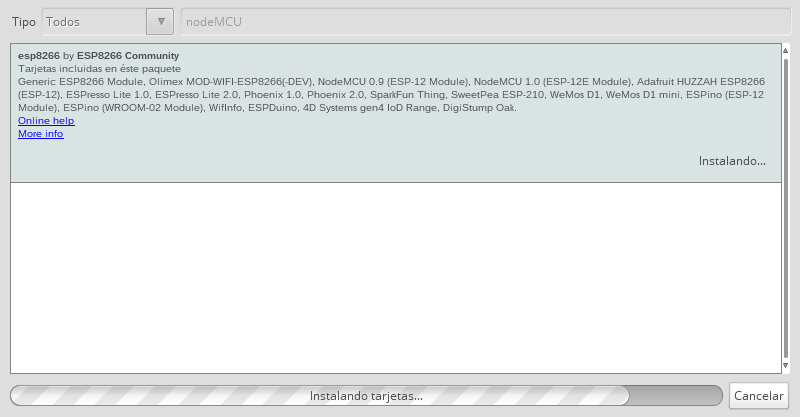 Tipo Todos nodeMCU
esp8266 by ESP8266 Community
Tarjetas incluidas en éste paquete
Generic ESP8266 Module, Olimex MOD-WIFI-ESP8266(-DEV), NodeMCU 0.9 (ESP-12 Module), NodeMCU 1.0 (ESP-12E Module), Adafruit HUZZAH ESP8266
(ESP-12), ESPresso Lite 1.0, ESPresso Lite 2.0, Phoenix 1.0, Phoenix 2.0, SparkFun Thing, SweetPea ESP-210, WeMos D1, WeMos D1 mini, ESPino (ESP-12
Module), ESPino (WROOM-02 Module), WifInfo, ESPDuino, 4D Systems gen4 IoD Range, DigiStump Oak.
Online help
More info
Instalando...
Instalando tarjetas... Cancelar